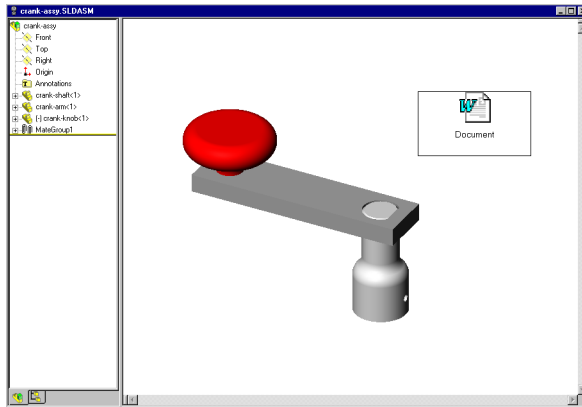 crank-assy.SLDASM
crank-assy
Front
Top
Right
Origin
Annotations
crank-shaft<1>
crank-arm<1>
(-) crank-knob<1>
MateGroup1
W
Document